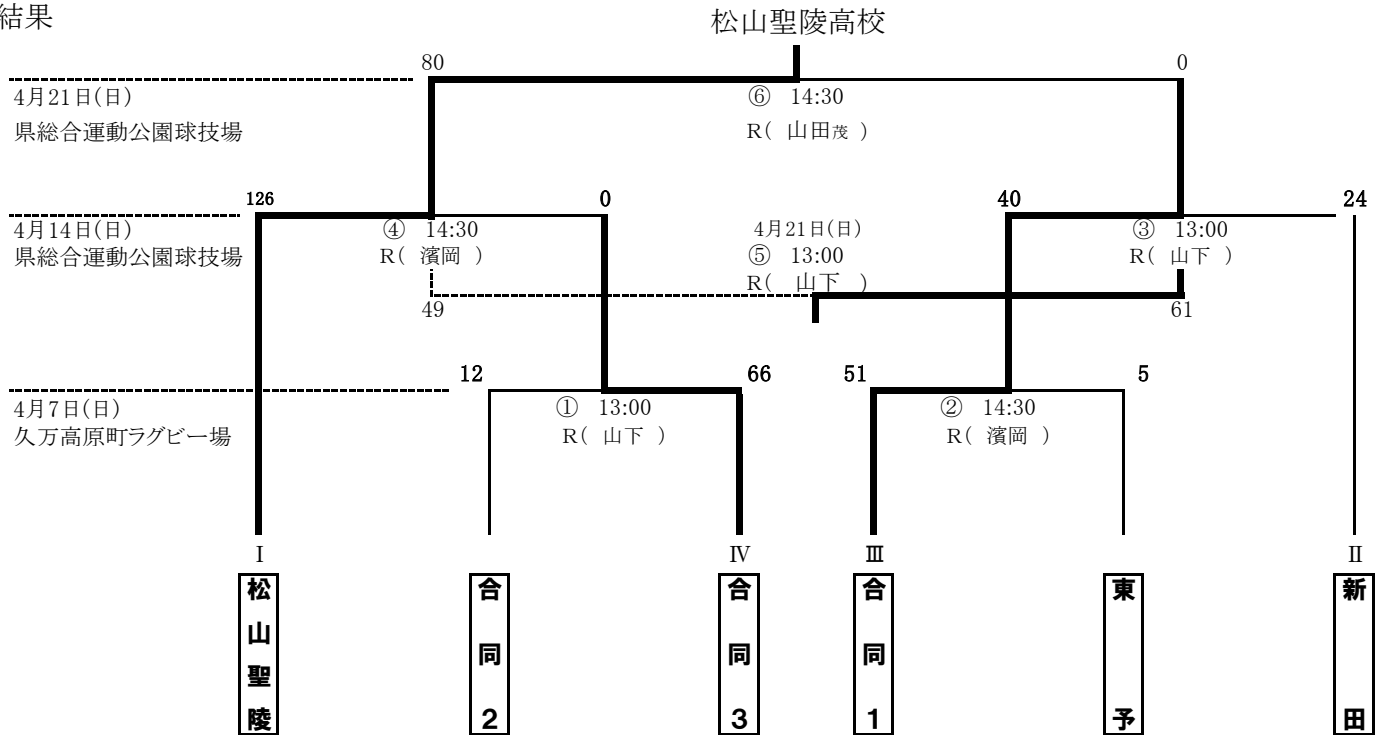 結果
松山聖陵高校
80
0
4月21日(日)
⑥ 14:30
県総合運動公園球技場
R( 山田茂 )
126
0
40
24
4月14日(日)
④ 14:30
4月21日(日)
③ 13:00
県総合運動公園球技場
R( 濱岡 )
⑤ 13:00
R( 山下 )
R( 山下 )
49
61
12
66
51
5
4月7日(日)
① 13:00
② 14:30
久万高原町ラグビー場
R( 山下 )
R( 濱岡 )
Ⅰ
Ⅳ
Ⅲ
Ⅱ
松山聖陵
合同2
合同3
合同1
東予
新田